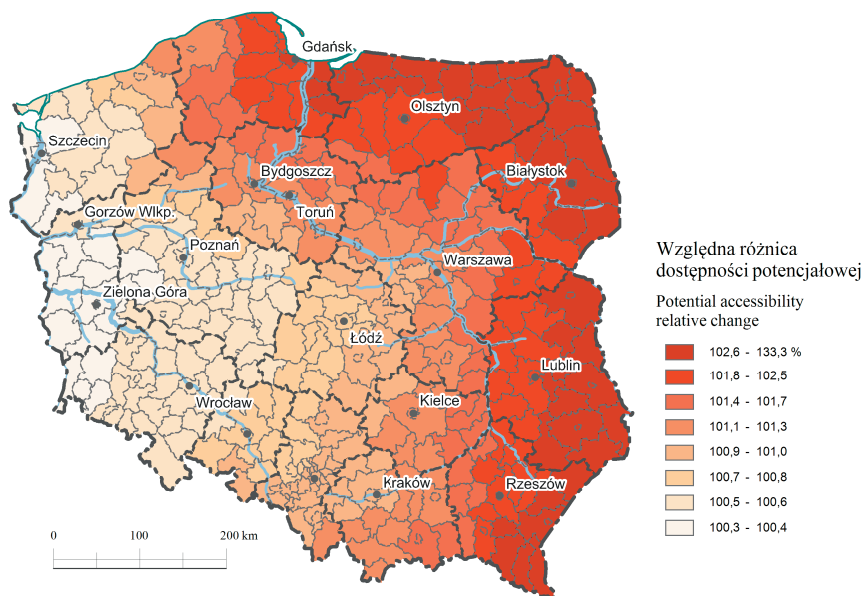 Gdańsk
Olsztyn
Szczecin
Bydgoszcz
Białystok
Toruń
Gorzów Wlkp.
Poznań
Warszawa
Zielona Góra
Łódź
Lublin
Wrocław
Kielce
Kraków
Rzeszów
0 100 200 km
Względna różnica
dostępności potencjałowej
Potential accessibility
relative change
102,6 - 133,3 %
101,8 - 102,5
101,4 - 101,7
101,1 - 101,3
100,9 - 101,0
100,7 - 100,8
100,5 - 100,6
100,3 - 100,4